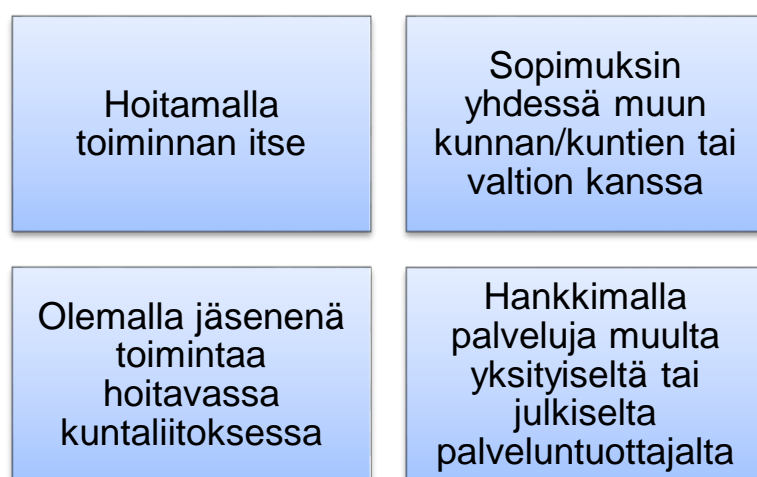 Hoitamalla
toiminnan itse
Sopimuksin
yhdessä muun
kunnan/kuntien tai
valtion kanssa
Olemalla jäsenenä
toimintaa
hoitavassa
kuntaliitoksessa
Hankkimalla
palveluja muulta
yksityiseltä tai
julkiselta
palveluntuottajalta